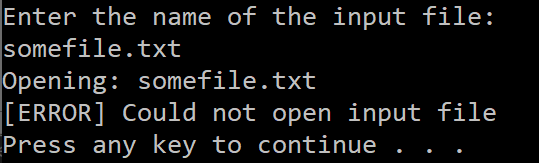 Enter the name of the input file:
somefile.txt
Opening: somefile.txt
[ERROR] Could not open input file
Press any key to continue . . .